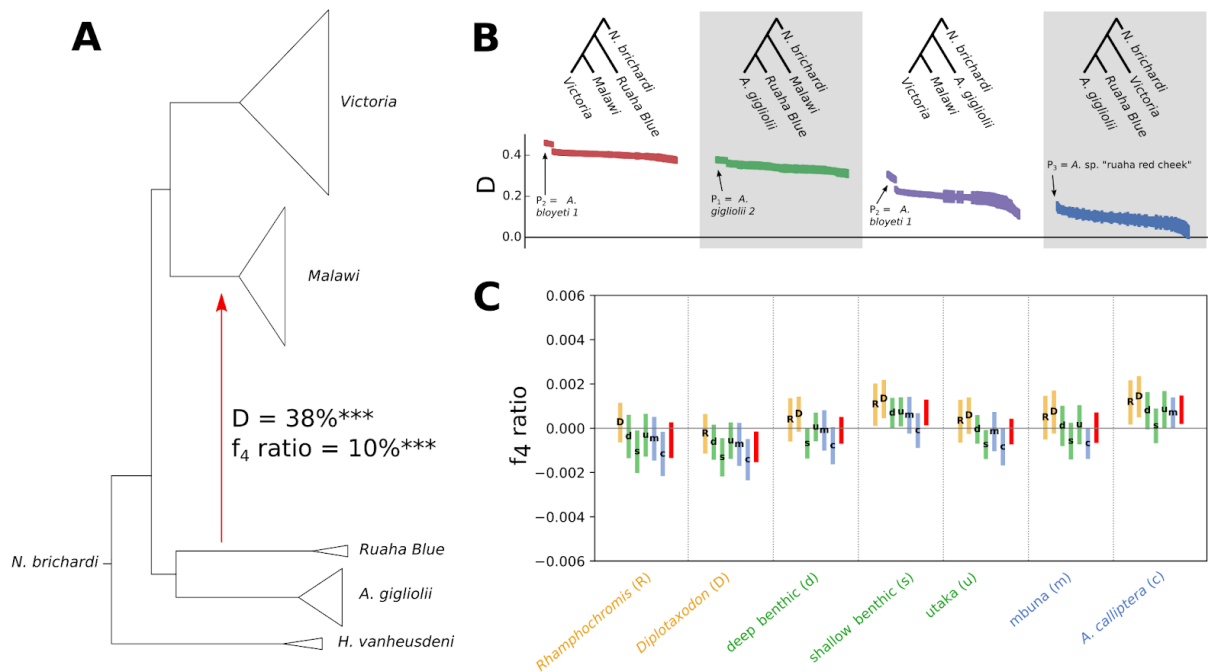 A
Victoria
Malawi
D = 38%***
f4 ratio = 10%***
Ruaha Blue
N. brichardi
A. gigliolii
H. vanheusdeni
B
N. brichardi
Ruaha Blue
Malawi
Victoria
N. brichardi
Malawi
Ruaha Blue
A. gigliolii
N. brichardi
A. gigliolii
Malawi
Victoria
N. brichardi
Victoria
Ruaha Blue
A. gigliolii
D
0.4
0.2
0.0
P2 = A.
bloyeti 1
P1 = A.
gigliolii 2
P2 = A.
bloyeti 1
P3 = A. sp. "ruaha red cheek"
C
f4 ratio
0.006
0.004
0.002
0.000
−0.002
−0.004
−0.006
D d s u m c
R d s u m c
R D s u m c
R D d u m c
R D d s m c
R D d s u c
R D d s u m
Rhamphochromis (R)
Diplotaxodon (D)
deep benthic (d)
shallow benthic (s)
utaka (u)
mbuna (m)
A. calliptera (c)